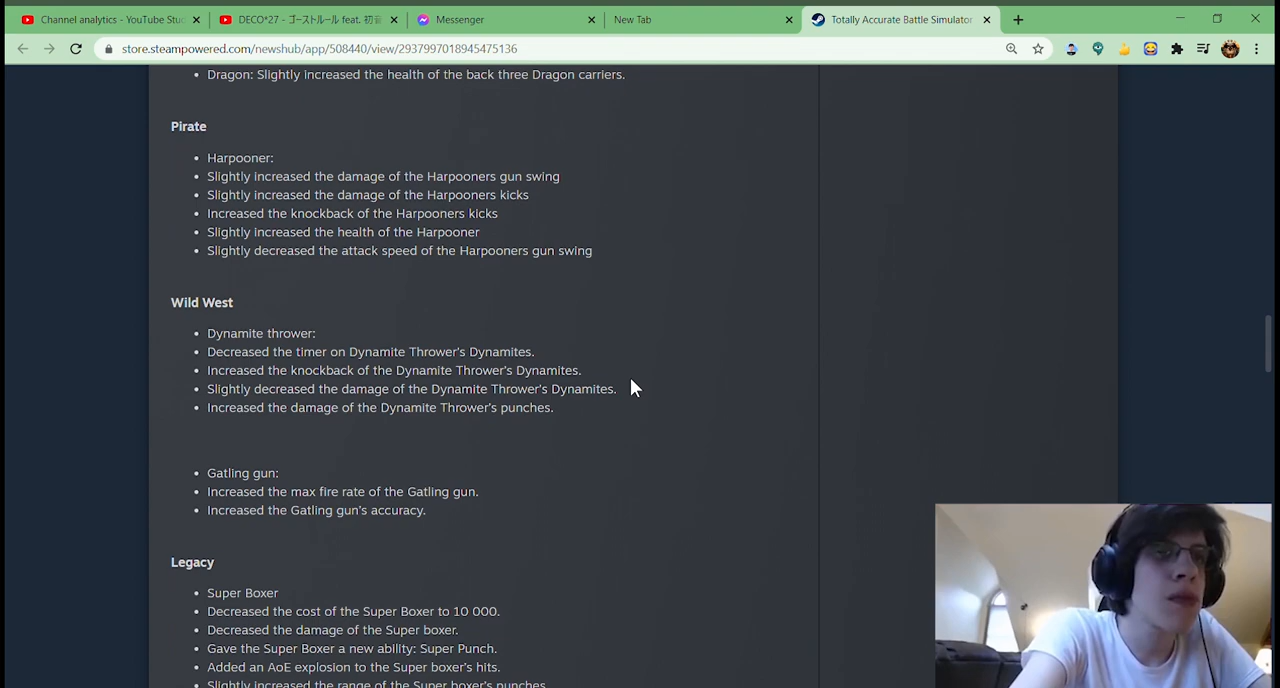 Channel analytics - YouTube Stu
DECO*27 - ゴーストルール feat. 初音
Messenger
New Tab
Totally Accurate Battle Simulator
store.steampowered.com/newshub/app/508440/view/2937997018945475136
Dragon: Slightly increased the health of the back three Dragon carriers.
Pirate
Harpooner:
Slightly increased the damage of the Harpooners gun swing
Slightly increased the damage of the Harpooners kicks
Increased the knockback of the Harpooners kicks
Slightly increased the health of the Harpooner
Slightly decreased the attack speed of the Harpooners gun swing
Wild West
Dynamite thrower:
Decreased the timer on Dynamite Thrower's Dynamites.
Increased the knockback of the Dynamite Thrower's Dynamites.
Slightly decreased the damage of the Dynamite Thrower's Dynamites.
Increased the damage of the Dynamite Thrower's punches.
Gatling gun:
Increased the max fire rate of the Gatling gun.
Increased the Gatling gun's accuracy.
Legacy
Super Boxer
Decreased the cost of the Super Boxer to 10 000.
Decreased the damage of the Super boxer.
Gave the Super Boxer a new ability: Super Punch.
Added an AoE explosion to the Super boxer's hits.
Slightly increased the range of the Super boxer's punches